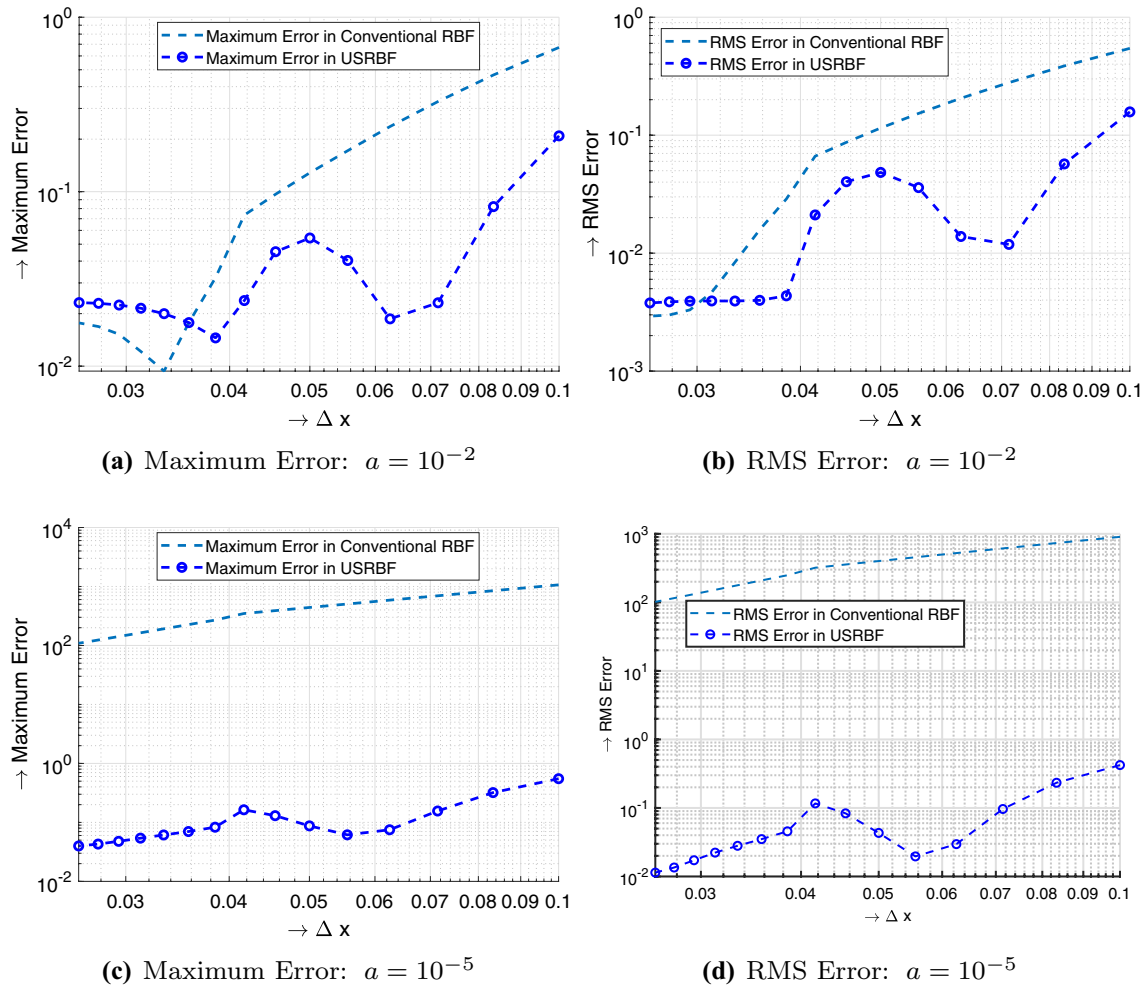 10^0
10^-1
10^-2
→ Maximum Error
Maximum Error in Conventional RBF
Maximum Error in USRBF
0.03 0.04 0.05 0.06 0.07 0.08 0.09 0.1
→ Δ x
(a) Maximum Error: a = 10^-2
10^0
10^-1
10^-2
10^-3
→ RMS Error
RMS Error in Conventional RBF
RMS Error in USRBF
0.03 0.04 0.05 0.06 0.07 0.08 0.09 0.1
→ Δ x
(b) RMS Error: a = 10^-2
10^4
10^2
10^0
10^-2
→ Maximum Error
Maximum Error in Conventional RBF
Maximum Error in USRBF
0.03 0.04 0.05 0.06 0.07 0.08 0.09 0.1
→ Δ x
(c) Maximum Error: a = 10^-5
10^3
10^2
10^1
10^0
10^-1
10^-2
→ RMS Error
RMS Error in Conventional RBF
RMS Error in USRBF
0.03 0.04 0.05 0.06 0.07 0.08 0.09 0.1
→ Δ x
(d) RMS Error: a = 10^-5